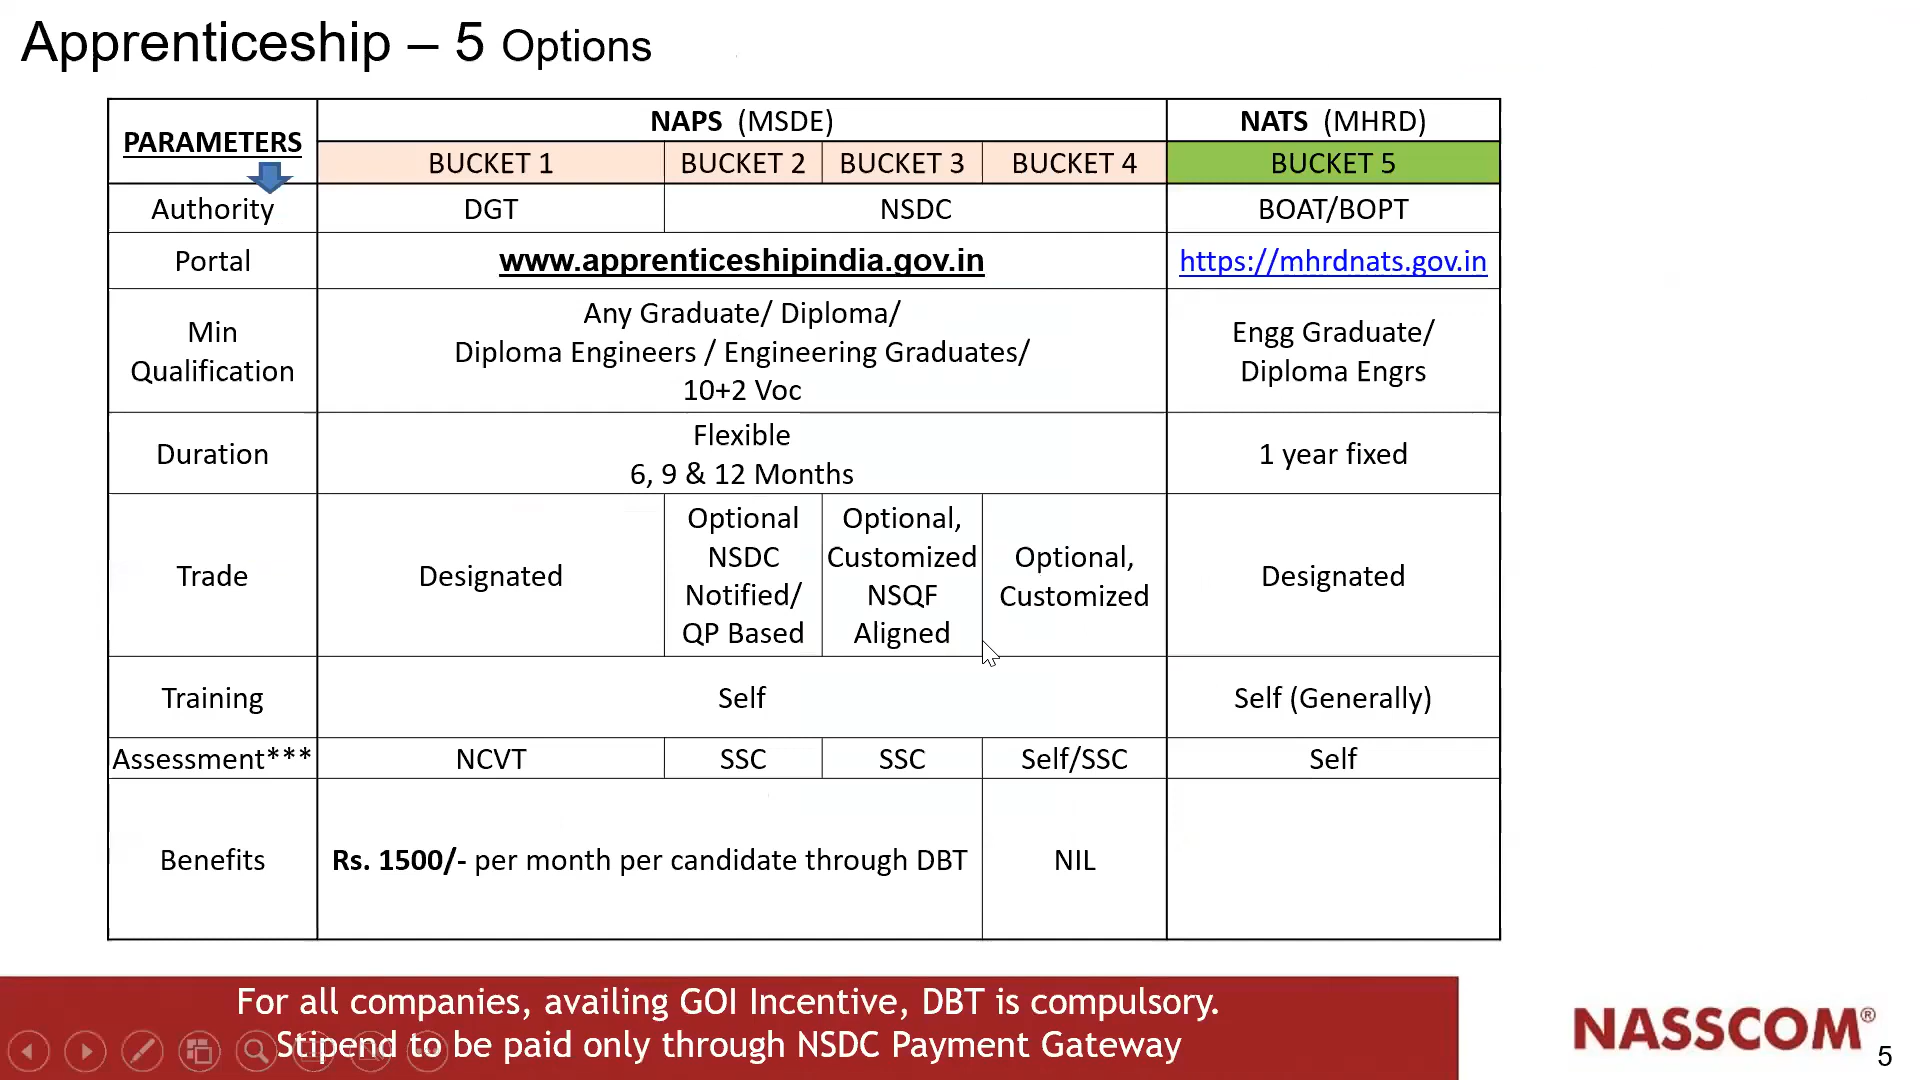 Apprenticeship – 5 Options
PARAMETERS
NAPS (MSDE)
NATS (MHRD)
BUCKET 1
BUCKET 2
BUCKET 3
BUCKET 4
BUCKET 5
Authority
DGT
NSDC
BOAT/BOPT
Portal
www.apprenticeshipindia.gov.in
https://mhrdnats.gov.in
Min
Qualification
Any Graduate/ Diploma/
Diploma Engineers / Engineering Graduates/
10+2 Voc
Engg Graduate/
Diploma Engrs
Duration
Flexible
6, 9 & 12 Months
1 year fixed
Trade
Designated
Optional
NSDC
Notified/
QP Based
Optional,
Customized
NSQF
Aligned
Optional,
Customized
Designated
Training
Self
Self (Generally)
Assessment***
NCVT
SSC
SSC
Self/SSC
Self
Benefits
Rs. 1500/- per month per candidate through DBT
NIL
For all companies, availing GOI Incentive, DBT is compulsory.
Stipend to be paid only through NSDC Payment Gateway
NASSCOM®
5